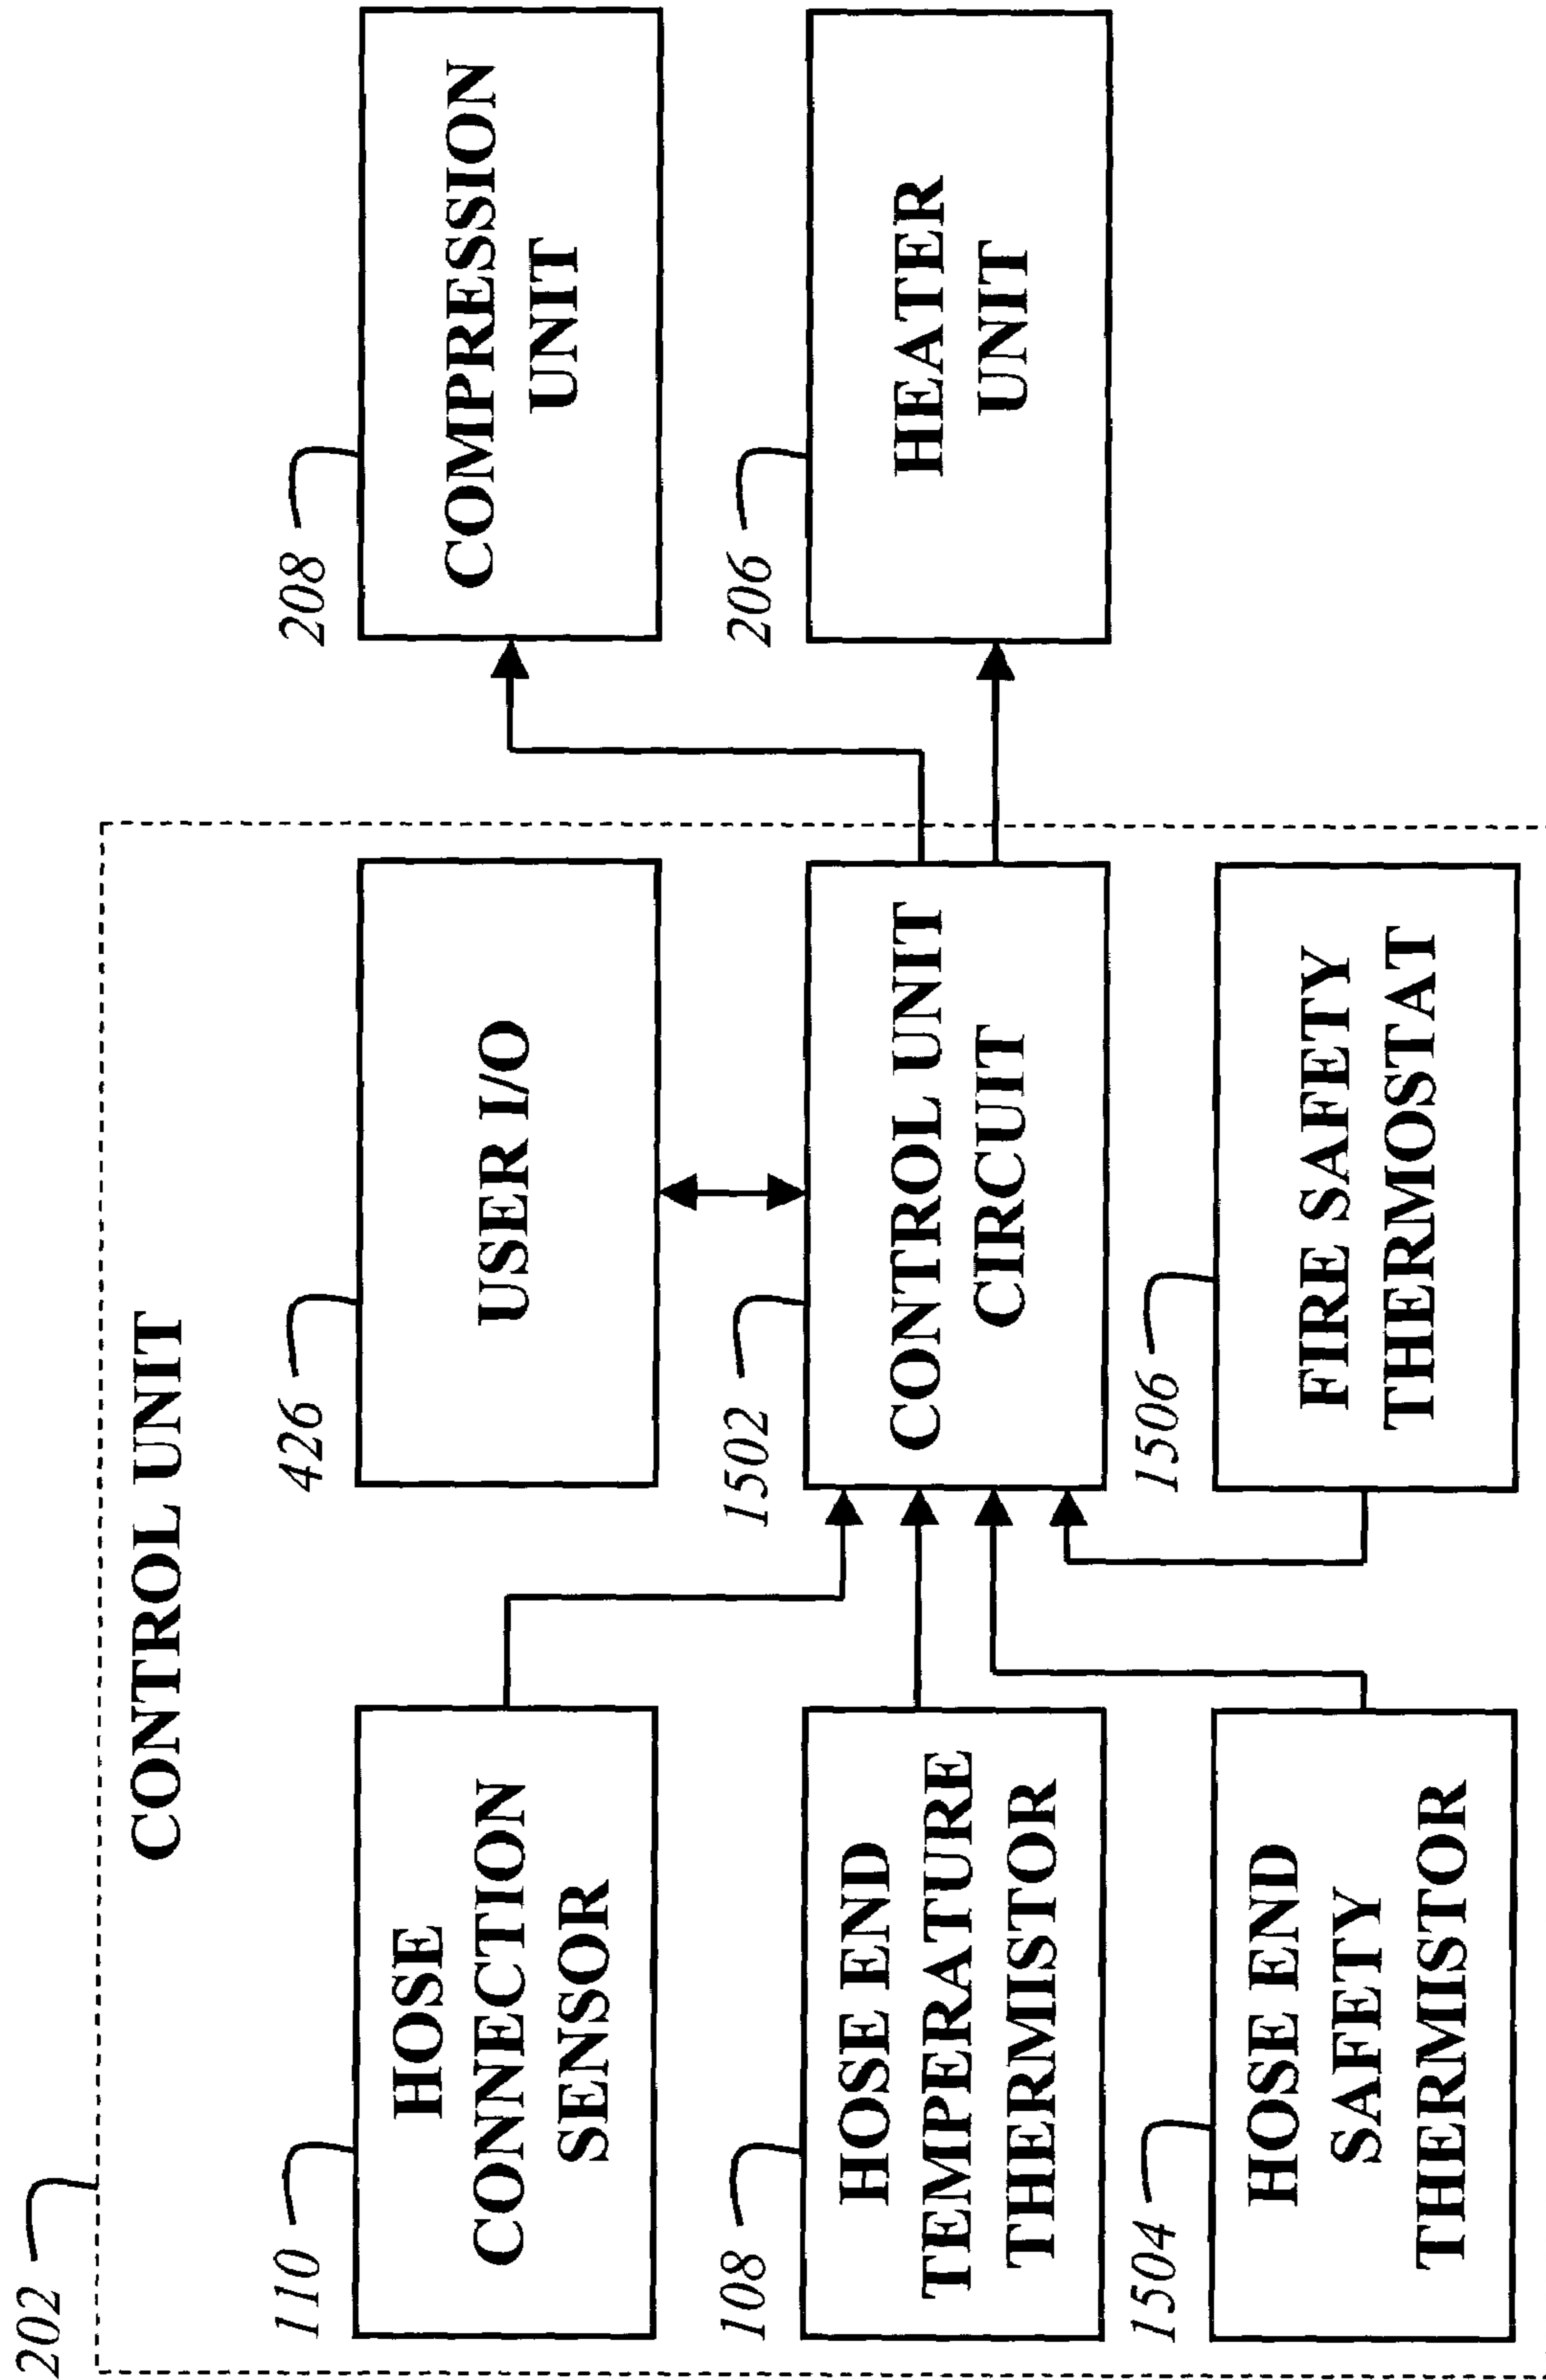 202
CONTROL UNIT
110
HOSE
CONNECTION
SENSOR
426
USER I/O
208
COMPRESSION
UNIT
108
HOSE END
TEMPERATURE
THERMISTOR
1502
CONTROL UNIT
CIRCUIT
206
HEATER
UNIT
1504
HOSE END
SAFETY
THERMISTOR
1506
FIRE SAFETY
THERMOSTAT